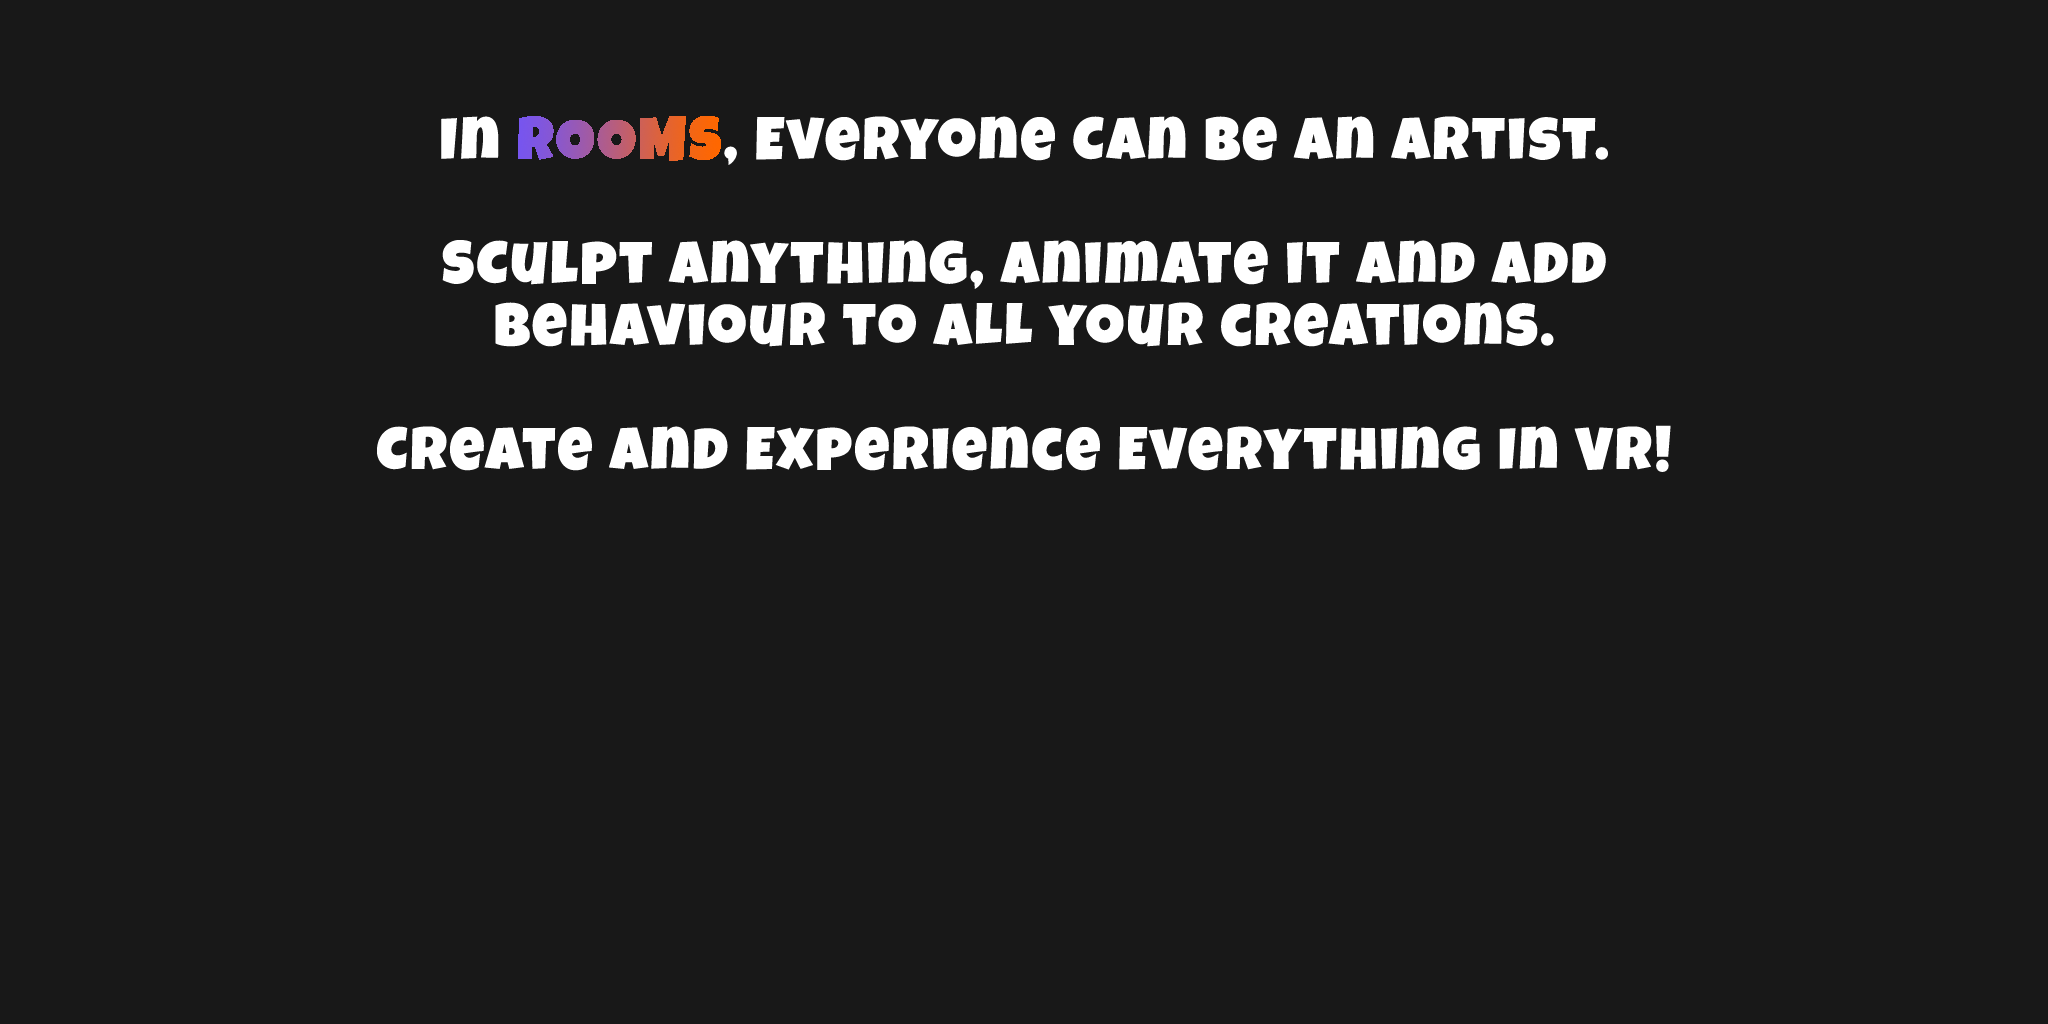 In ROOMS, Everyone can be an artist.
Sculpt anything, animate it and add
behaviour to all your creations.
Create and Experience Everything in VR!